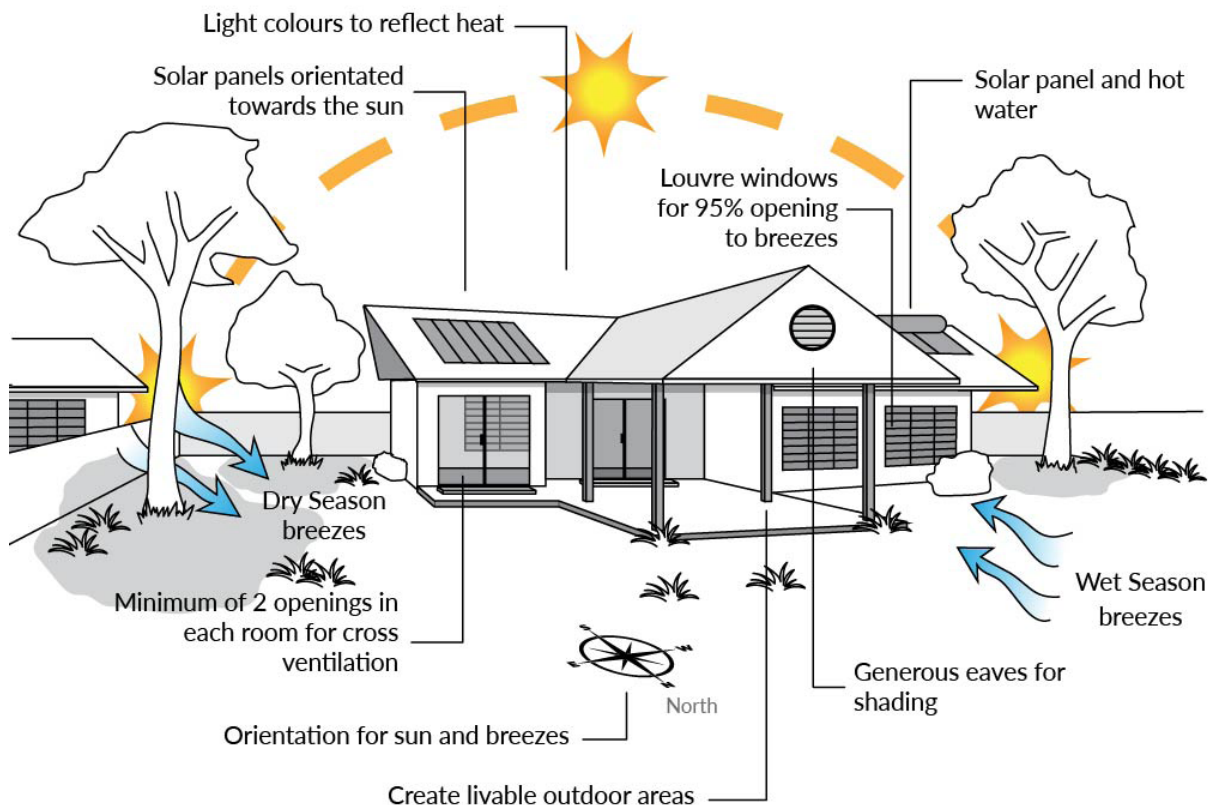 Light colours to reflect heat
Solar panels orientated
towards the sun
Solar panel and hot
water
Louvre windows
for 95% opening
to breezes
Dry Season
breezes
Wet Season
breezes
Minimum of 2 openings in
each room for cross
ventilation
S
W
E
N
North
Generous eaves for
shading
Orientation for sun and breezes
Create livable outdoor areas